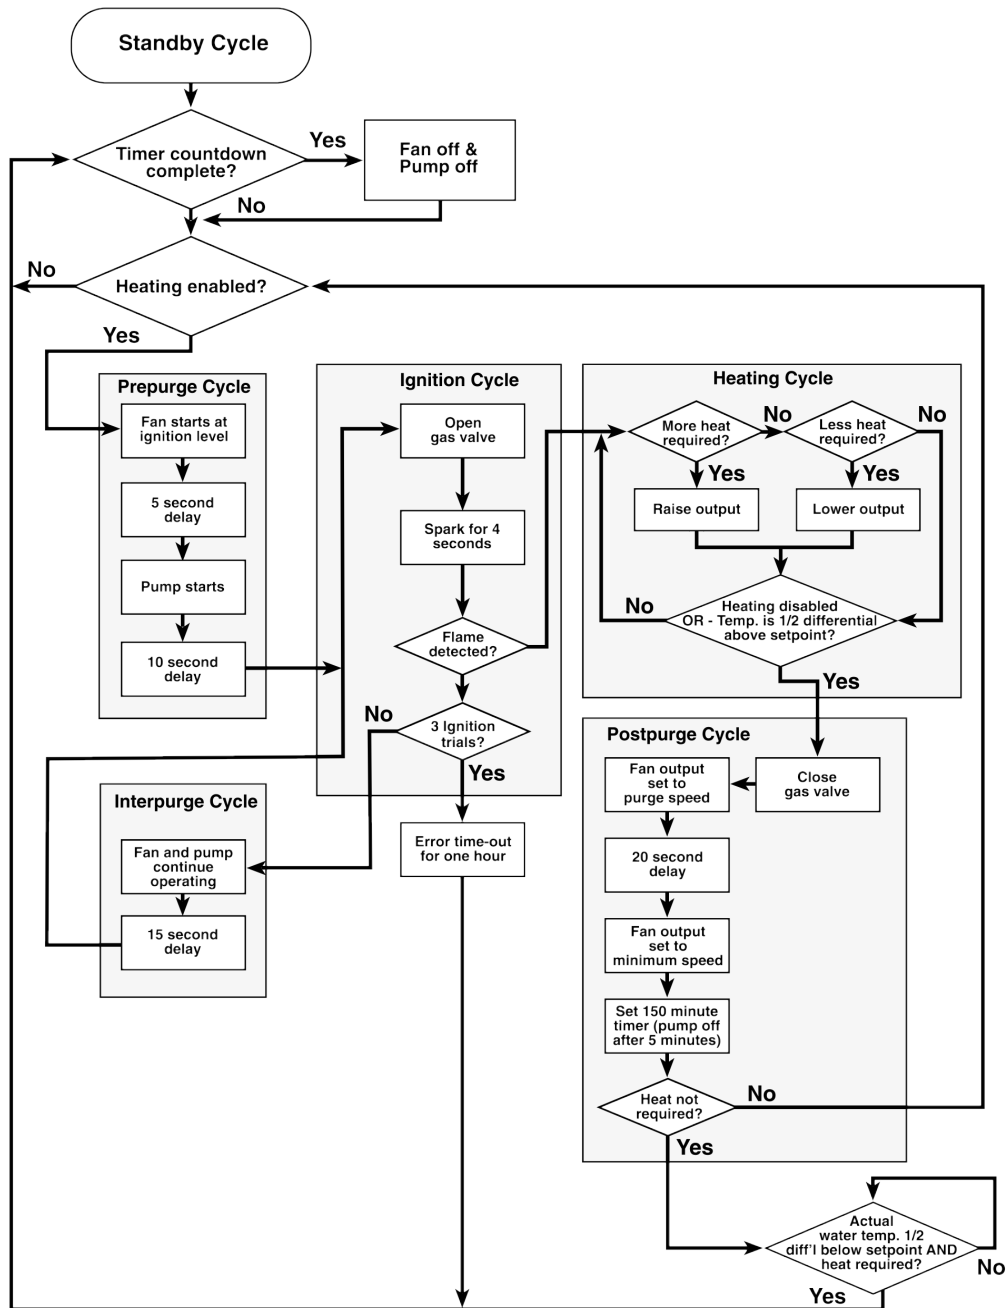 Standby Cycle
Timer countdown
complete?
Yes
Fan off &
Pump off
No
Heating enabled?
No
Yes
Prepurge Cycle
Fan starts at
ignition level
5 second
delay
Pump starts
10 second
delay
Ignition Cycle
Open
gas valve
Spark for 4
seconds
Flame
detected?
3 Ignition
trials?
No
Yes
Error time-out
for one hour
Interpurge Cycle
Fan and pump
continue
operating
15 second
delay
Heating Cycle
More heat
required?
No
Less heat
required?
No
Yes
Yes
Raise output
Lower output
Heating disabled
OR - Temp. is 1/2 differential
above setpoint?
No
Yes
Postpurge Cycle
Close
gas valve
Fan output
set to
purge speed
20 second
delay
Fan output
set to
minimum speed
Set 150 minute
timer (pump off
after 5 minutes)
Heat not
required?
No
Yes
Actual
water temp. 1/2
diff'l below setpoint AND
heat required?
No
Yes